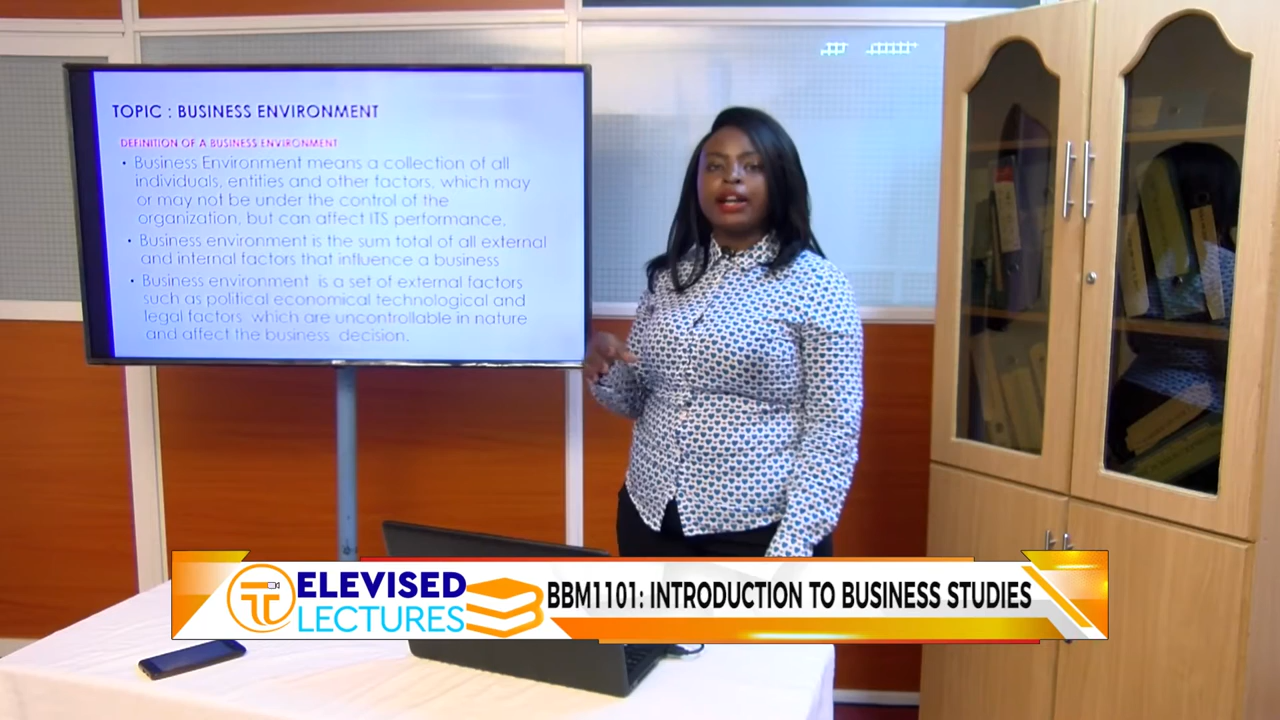 TOPIC : BUSINESS ENVIRONMENT
DEFINITION OF A BUSINESS ENVIRONMENT
• Business Environment means a collection of all
individuals, entities and other factors, which may
or may not be under the control of the
organization, but can affect ITS performance.
• Business environment is the sum total of all external
and internal factors that influence a business
• Business environment is a set of external factors
such as political economical technological and
legal factors which are uncontrollable in nature
and affect the business decision.
TELEVISED
LECTURES
BBM1101: INTRODUCTION TO BUSINESS STUDIES